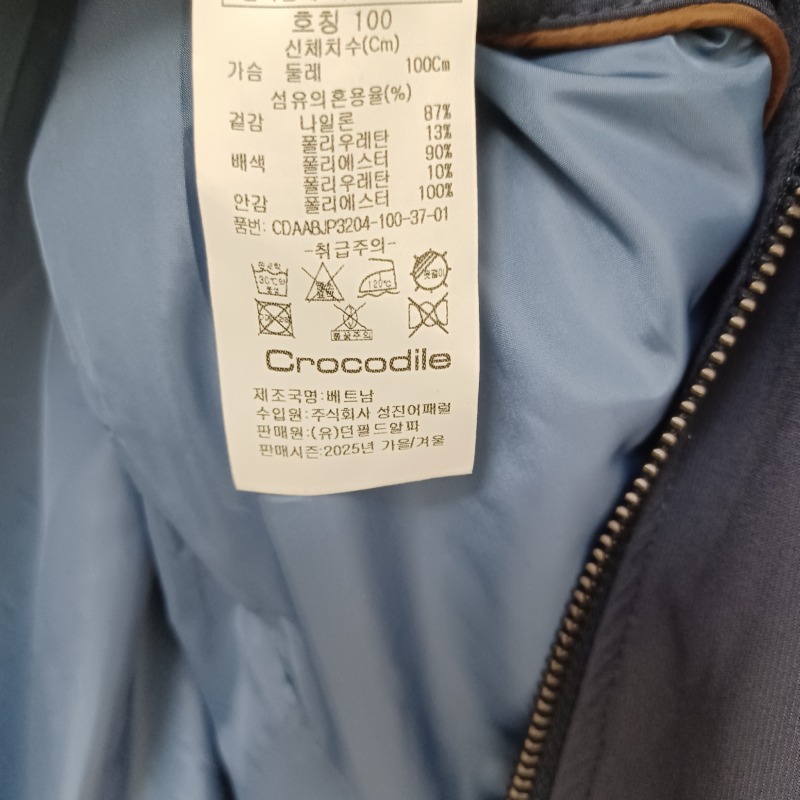 호칭 100
신체치수(Cm)
가슴 둘레 100Cm
섬유의혼용율(%)
겉감 나일론 87%
폴리우레탄 13%
배색 폴리에스터 90%
폴리우레탄 10%
안감 폴리에스터 100%
품번: CDAABJP3204-100-37-01
-취급주의-
120℃ 옷걸이
Crocodile
제조국명:베트남
수입원:주식회사 성진어패럴
판매원:(유)던필드알파
판매시즌:2025년 가을/겨울